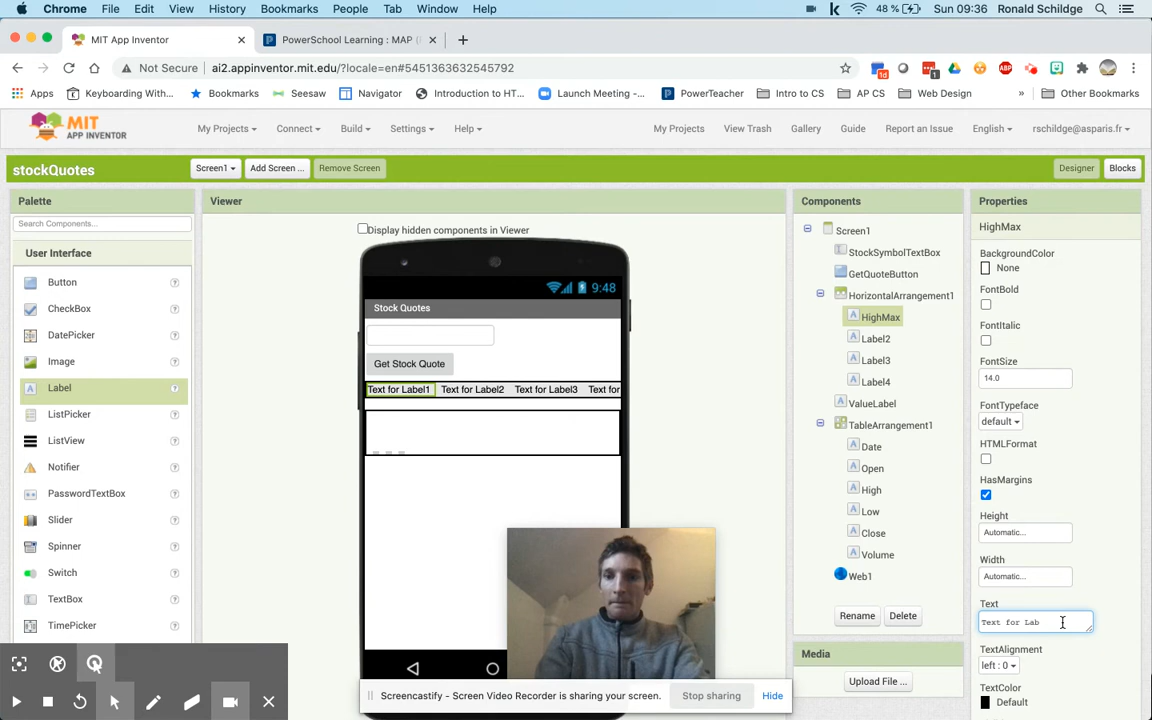 Chrome File Edit View History Bookmarks People Tab Window Help 48 % Sun 09:36 Ronald Schildge
MIT App Inventor PowerSchool Learning : MAP (
Not Secure ai2.appinventor.mit.edu/?locale=en#5451363632545792
Apps Keyboarding With... Bookmarks Seesaw Navigator Introduction to HT... Launch Meeting -... PowerTeacher Intro to CS AP CS Web Design » Other Bookmarks
MIT APP INVENTOR My Projects Connect Build Settings Help My Projects View Trash Gallery Guide Report an Issue English rschildge@asparis.fr
stockQuotes Screen1 Add Screen ... Remove Screen Designer Blocks
Palette Viewer Components Properties
Search Components...
User Interface
Button
CheckBox
DatePicker
Image
Label
ListPicker
ListView
Notifier
PasswordTextBox
Slider
Spinner
Switch
TextBox
TimePicker
Display hidden components in Viewer
9:48
Stock Quotes
Get Stock Quote
Text for Label1 Text for Label2 Text for Label3 Text for
Screen1
StockSymbolTextBox
GetQuoteButton
HorizontalArrangement1
HighMax
Label2
Label3
Label4
ValueLabel
TableArrangement1
Date
Open
High
Low
Close
Volume
Web1
Rename Delete
Media
Upload File ...
HighMax
BackgroundColor
None
FontBold
FontItalic
FontSize
14.0
FontTypeface
default
HTMLFormat
HasMargins
Height
Automatic...
Width
Automatic...
Text
Text for Lab
TextAlignment
left : 0
TextColor
Default
Screencastify - Screen Video Recorder is sharing your screen. Stop sharing Hide